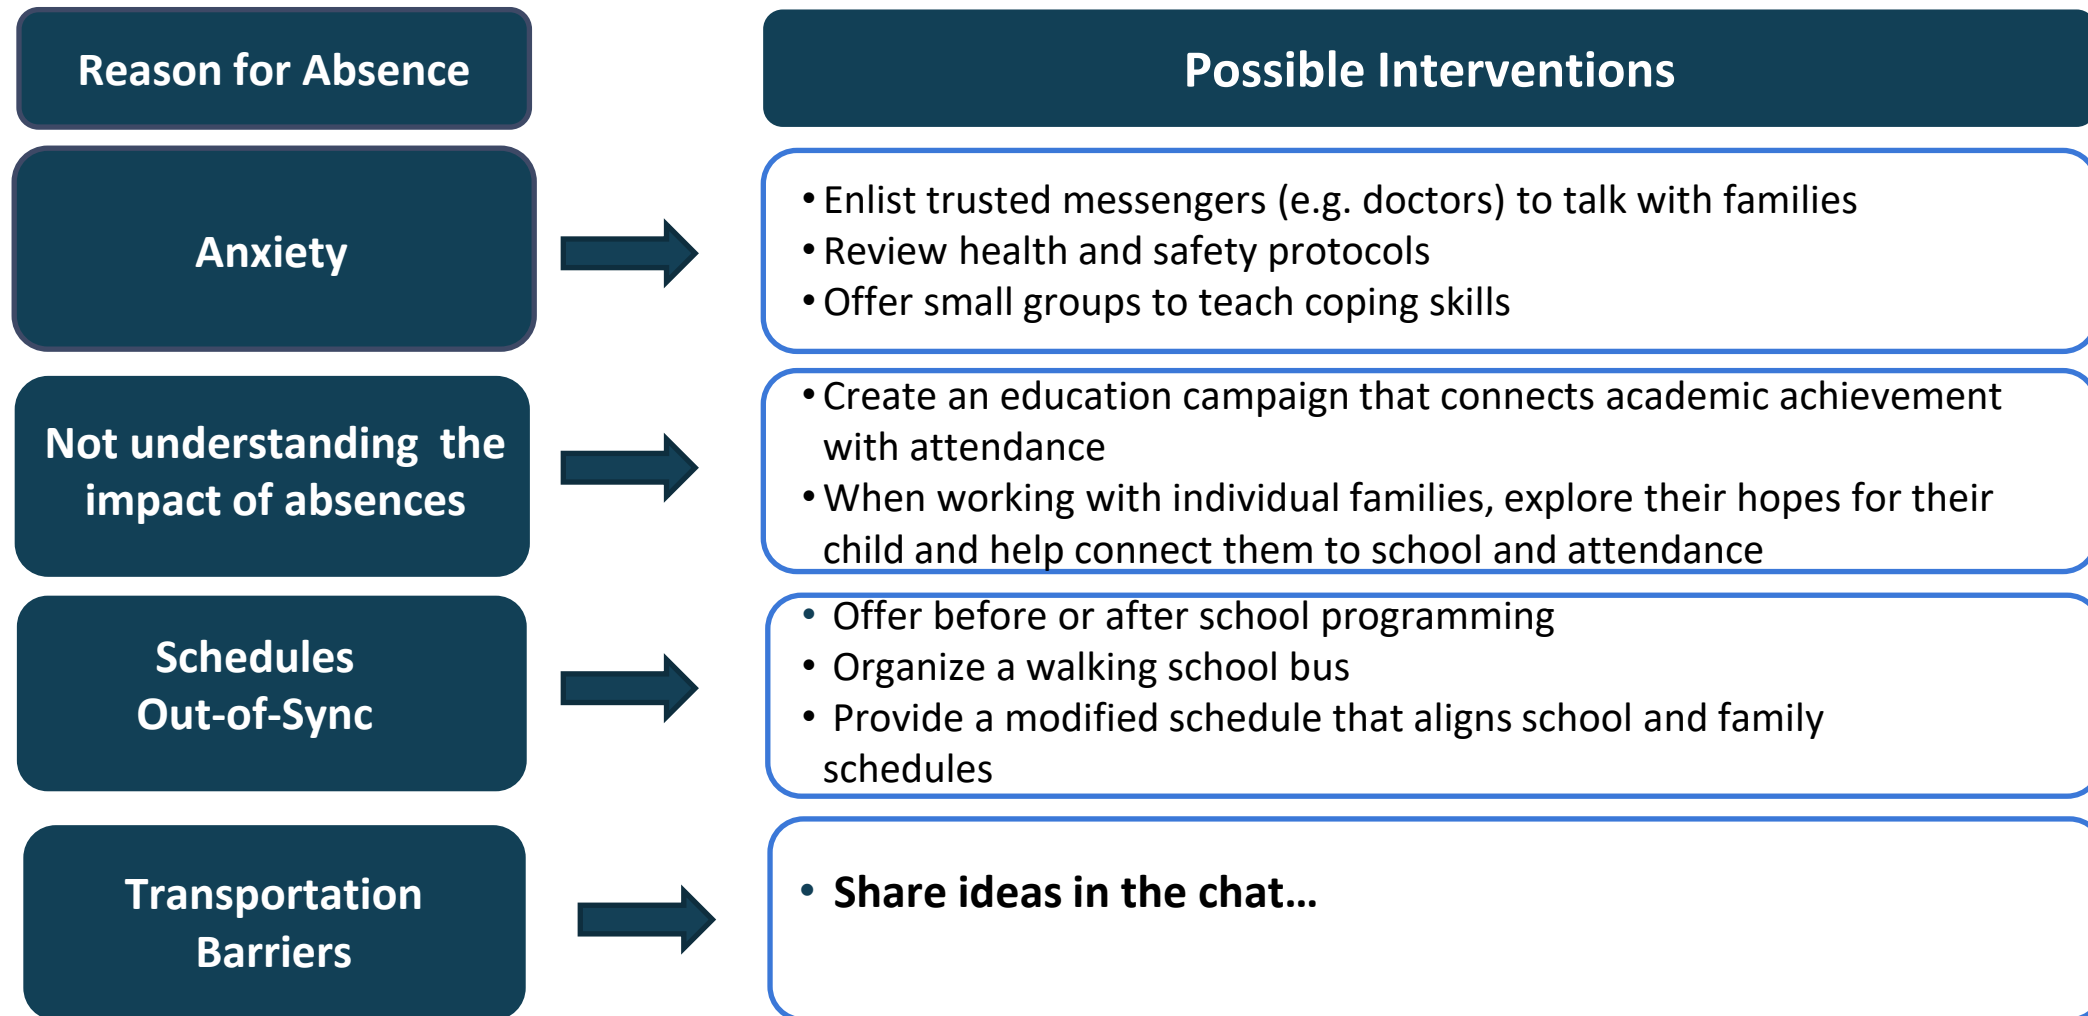 Reason for Absence
Possible Interventions
Anxiety
• Enlist trusted messengers (e.g. doctors) to talk with families
• Review health and safety protocols
• Offer small groups to teach coping skills
Not understanding  the
impact of absences
• Create an education campaign that connects academic achievement
with attendance
• When working with individual families, explore their hopes for their
child and help connect them to school and attendance
Schedules
Out-of-Sync
• Offer before or after school programming
• Organize a walking school bus
• Provide a modified schedule that aligns school and family
schedules
Transportation
Barriers
• Share ideas in the chat…